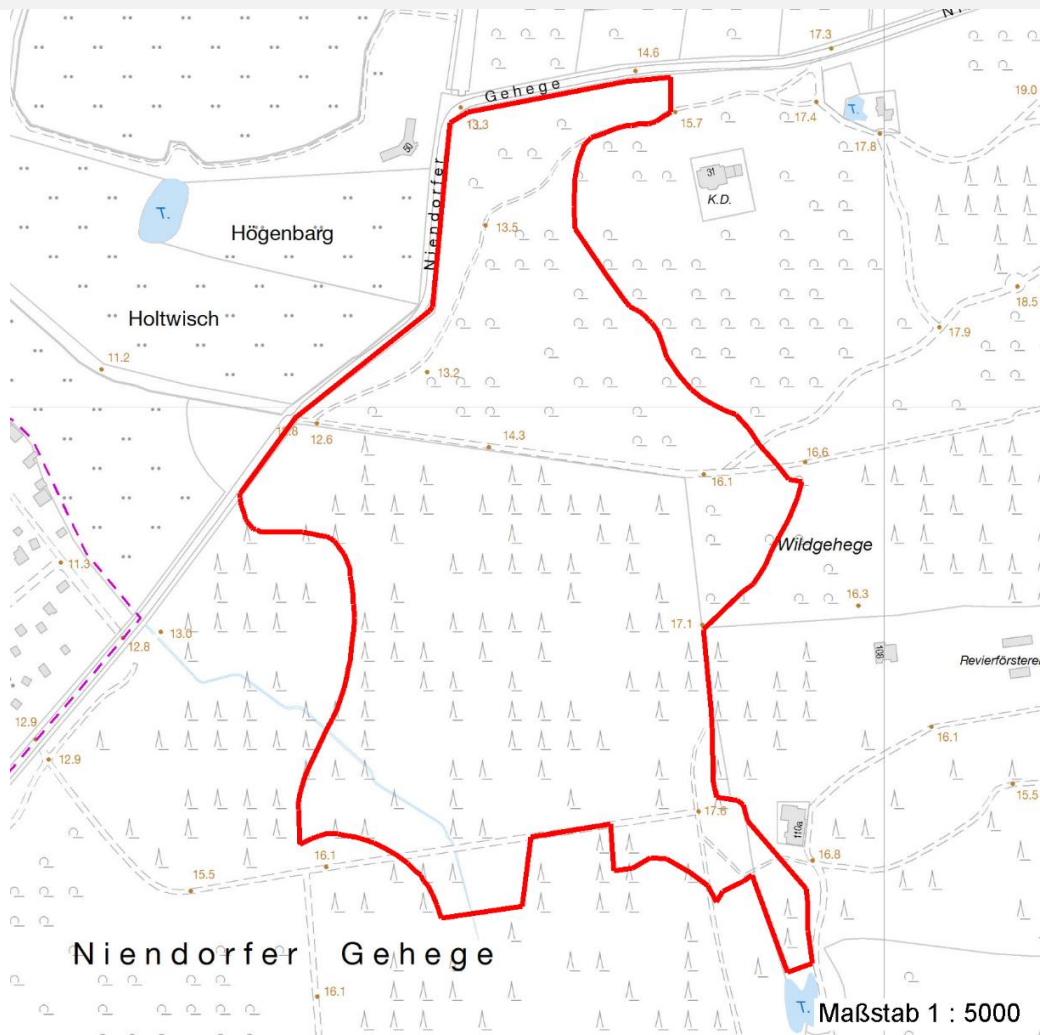 N
17.3
14.6
19.0
Gehege
13.3
15.7
17.4
T.
17.8
50
31
K.D.
Niendorfer
T.
Högenbarg
13.5
18.5
Holtwisch
17.9
11.2
13.2
12.6
14.3
16.6
16.1
Wildgehege
11.3
16.3
17.1
13.0
12.8
108
Revierförsterei
12.9
16.1
12.9
15.5
17.6
110a
16.1
16.8
15.5
Niendorfer Gehege
16.1
T.
Maßstab 1 : 5000